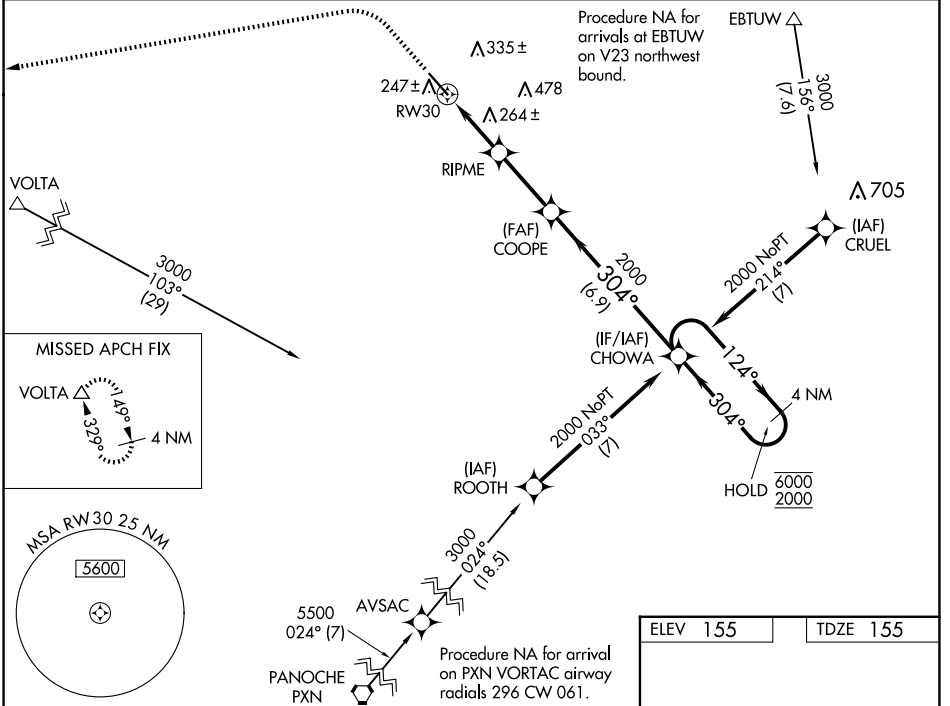 Procedure NA for
arrivals at EBTUW
on V23 northwest
bound.
EBTUW
3000
156°
(7.6)
335±
247±
478
RW30
264±
RIPME
VOLTA
705
(IAF)
CRUEL
(FAF)
COOPE
2000 NoPT
214°
(7)
2000
304°
(6.9)
3000
103°
(29)
(IF/IAF)
CHOWA
124°
304°
4 NM
HOLD 6000
2000
MISSED APCH FIX
VOLTA
149°
329°
4 NM
2000 NoPT
033°
(7)
(IAF)
ROOTH
MSA RW30 25 NM
5600
3000
024°
(18.5)
AVSAC
5500
024° (7)
PANOCHE
PXN
Procedure NA for arrival
on PXN VORTAC airway
radials 296 CW 061.
ELEV 155
TDZE 155